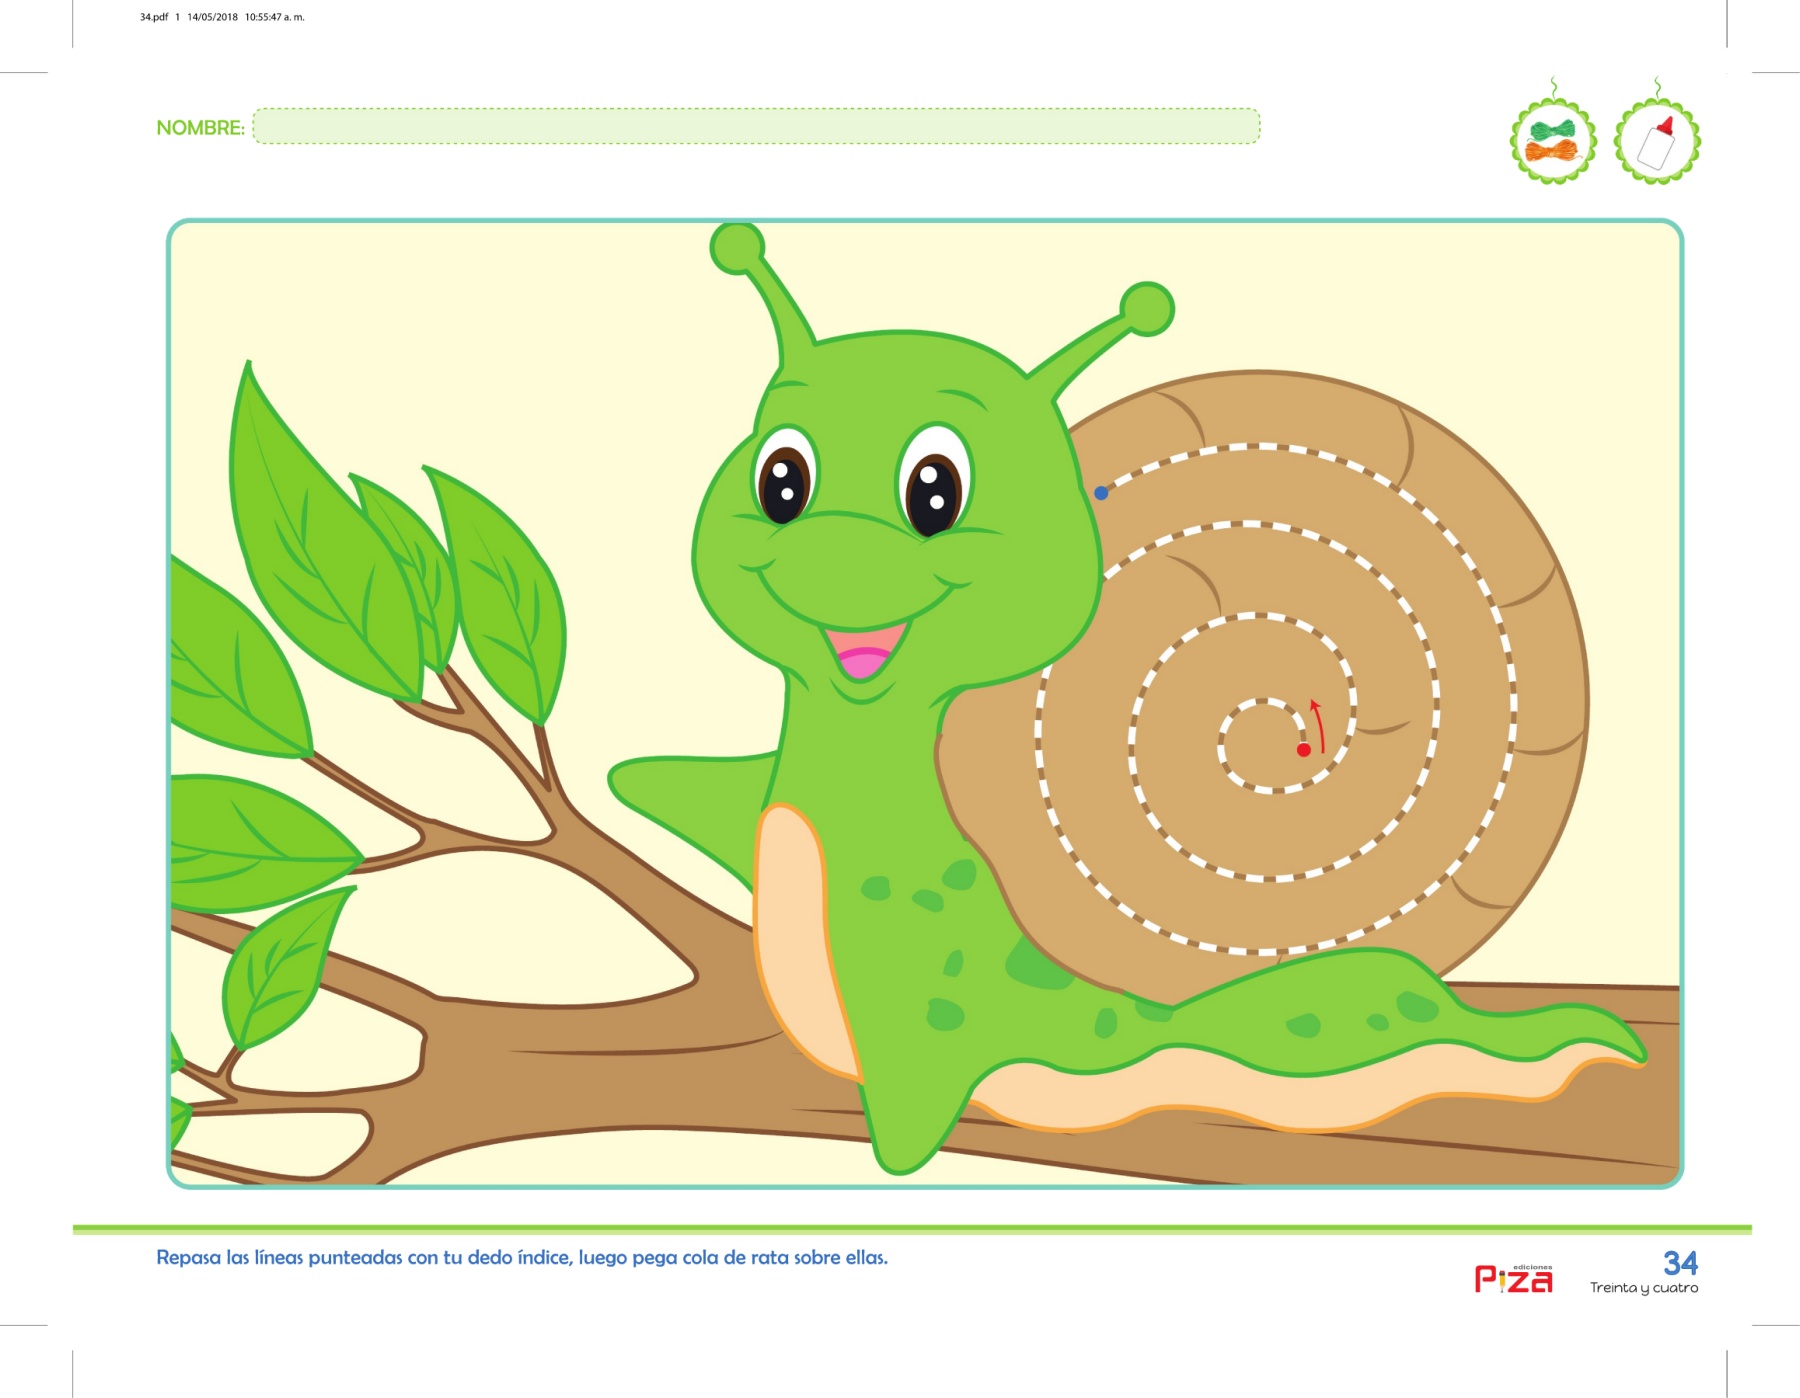 34.pdf 1 14/05/2018 10:55:47 a. m.
NOMBRE:
Repasa las líneas punteadas con tu dedo índice, luego pega cola de rata sobre ellas.
ediciones
Piza
34
Treinta y cuatro